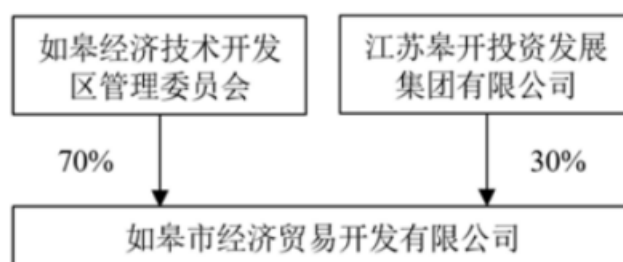 如皋经济技术开发
区管理委员会
江苏皋开投资发展
集团有限公司
70%
30%
如皋市经济贸易开发有限公司